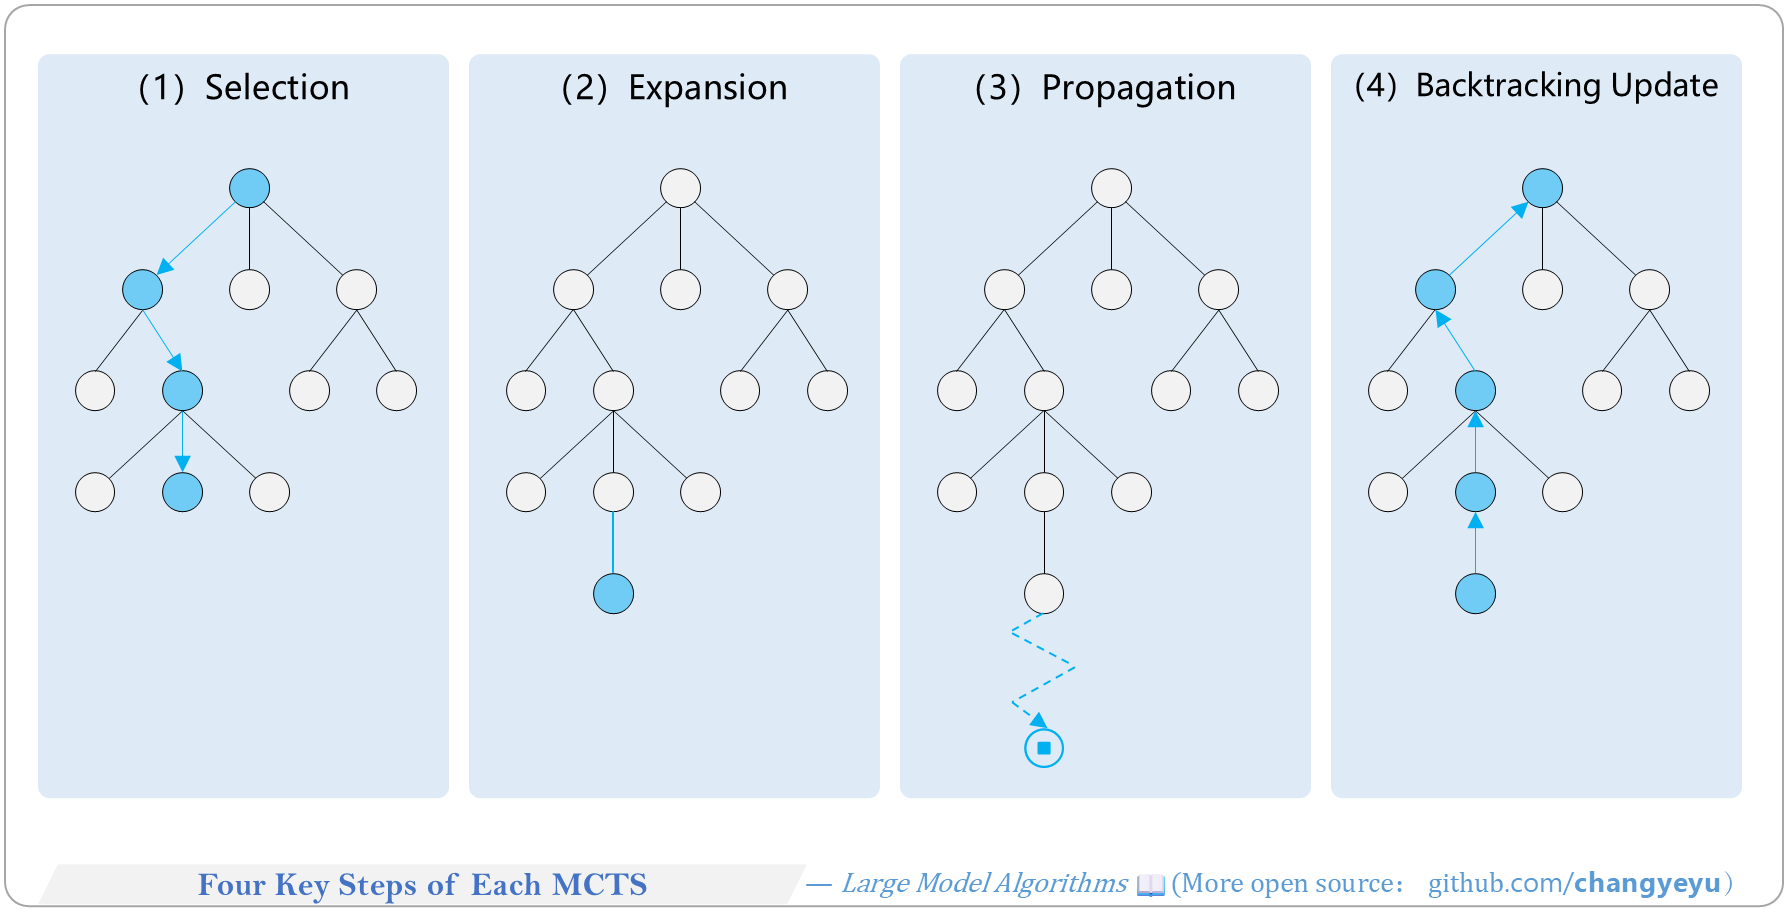 (1) Selection
(2) Expansion
(3) Propagation
(4) Backtracking Update
Four Key Steps of Each MCTS — Large Model Algorithms 📖 (More open source： github.com/changyeyu）